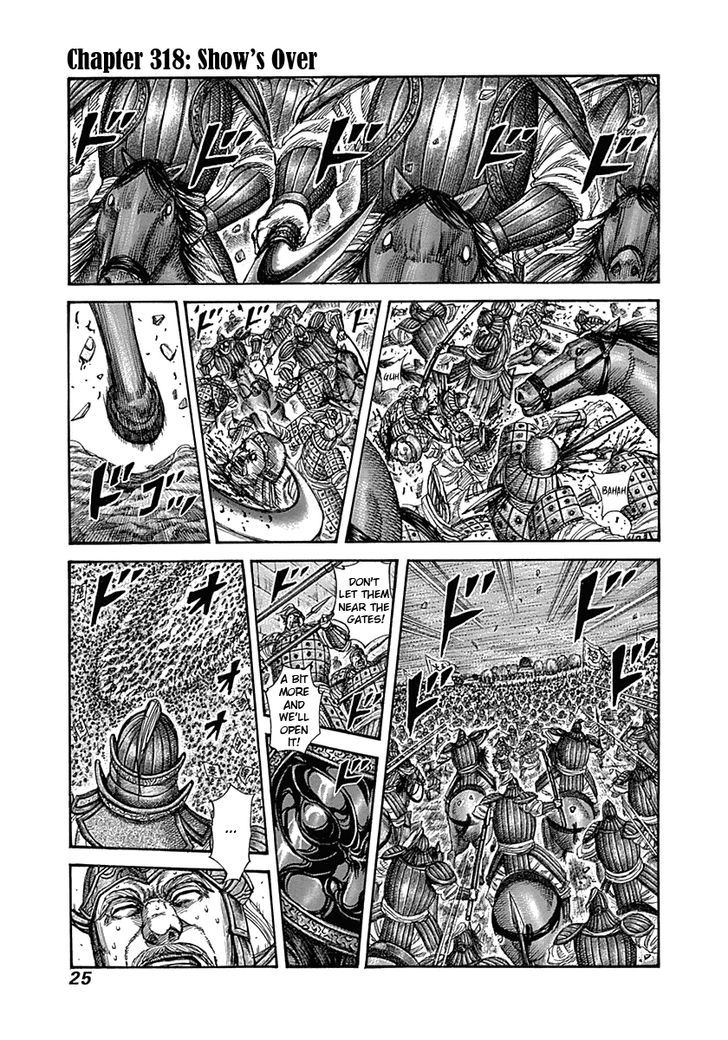 Chapter 318: Show's Over
ド
ド
ド
ド
ド
ゴッ
ド
ド
GUH
ド
BAHAH
ド
オ
オ
オ
...
ド
DON'T
LET THEM
NEAR THE
GATES!
A BIT
MORE AND
WE'LL
OPEN
IT!
ド
ド
ド
ド
ド
25